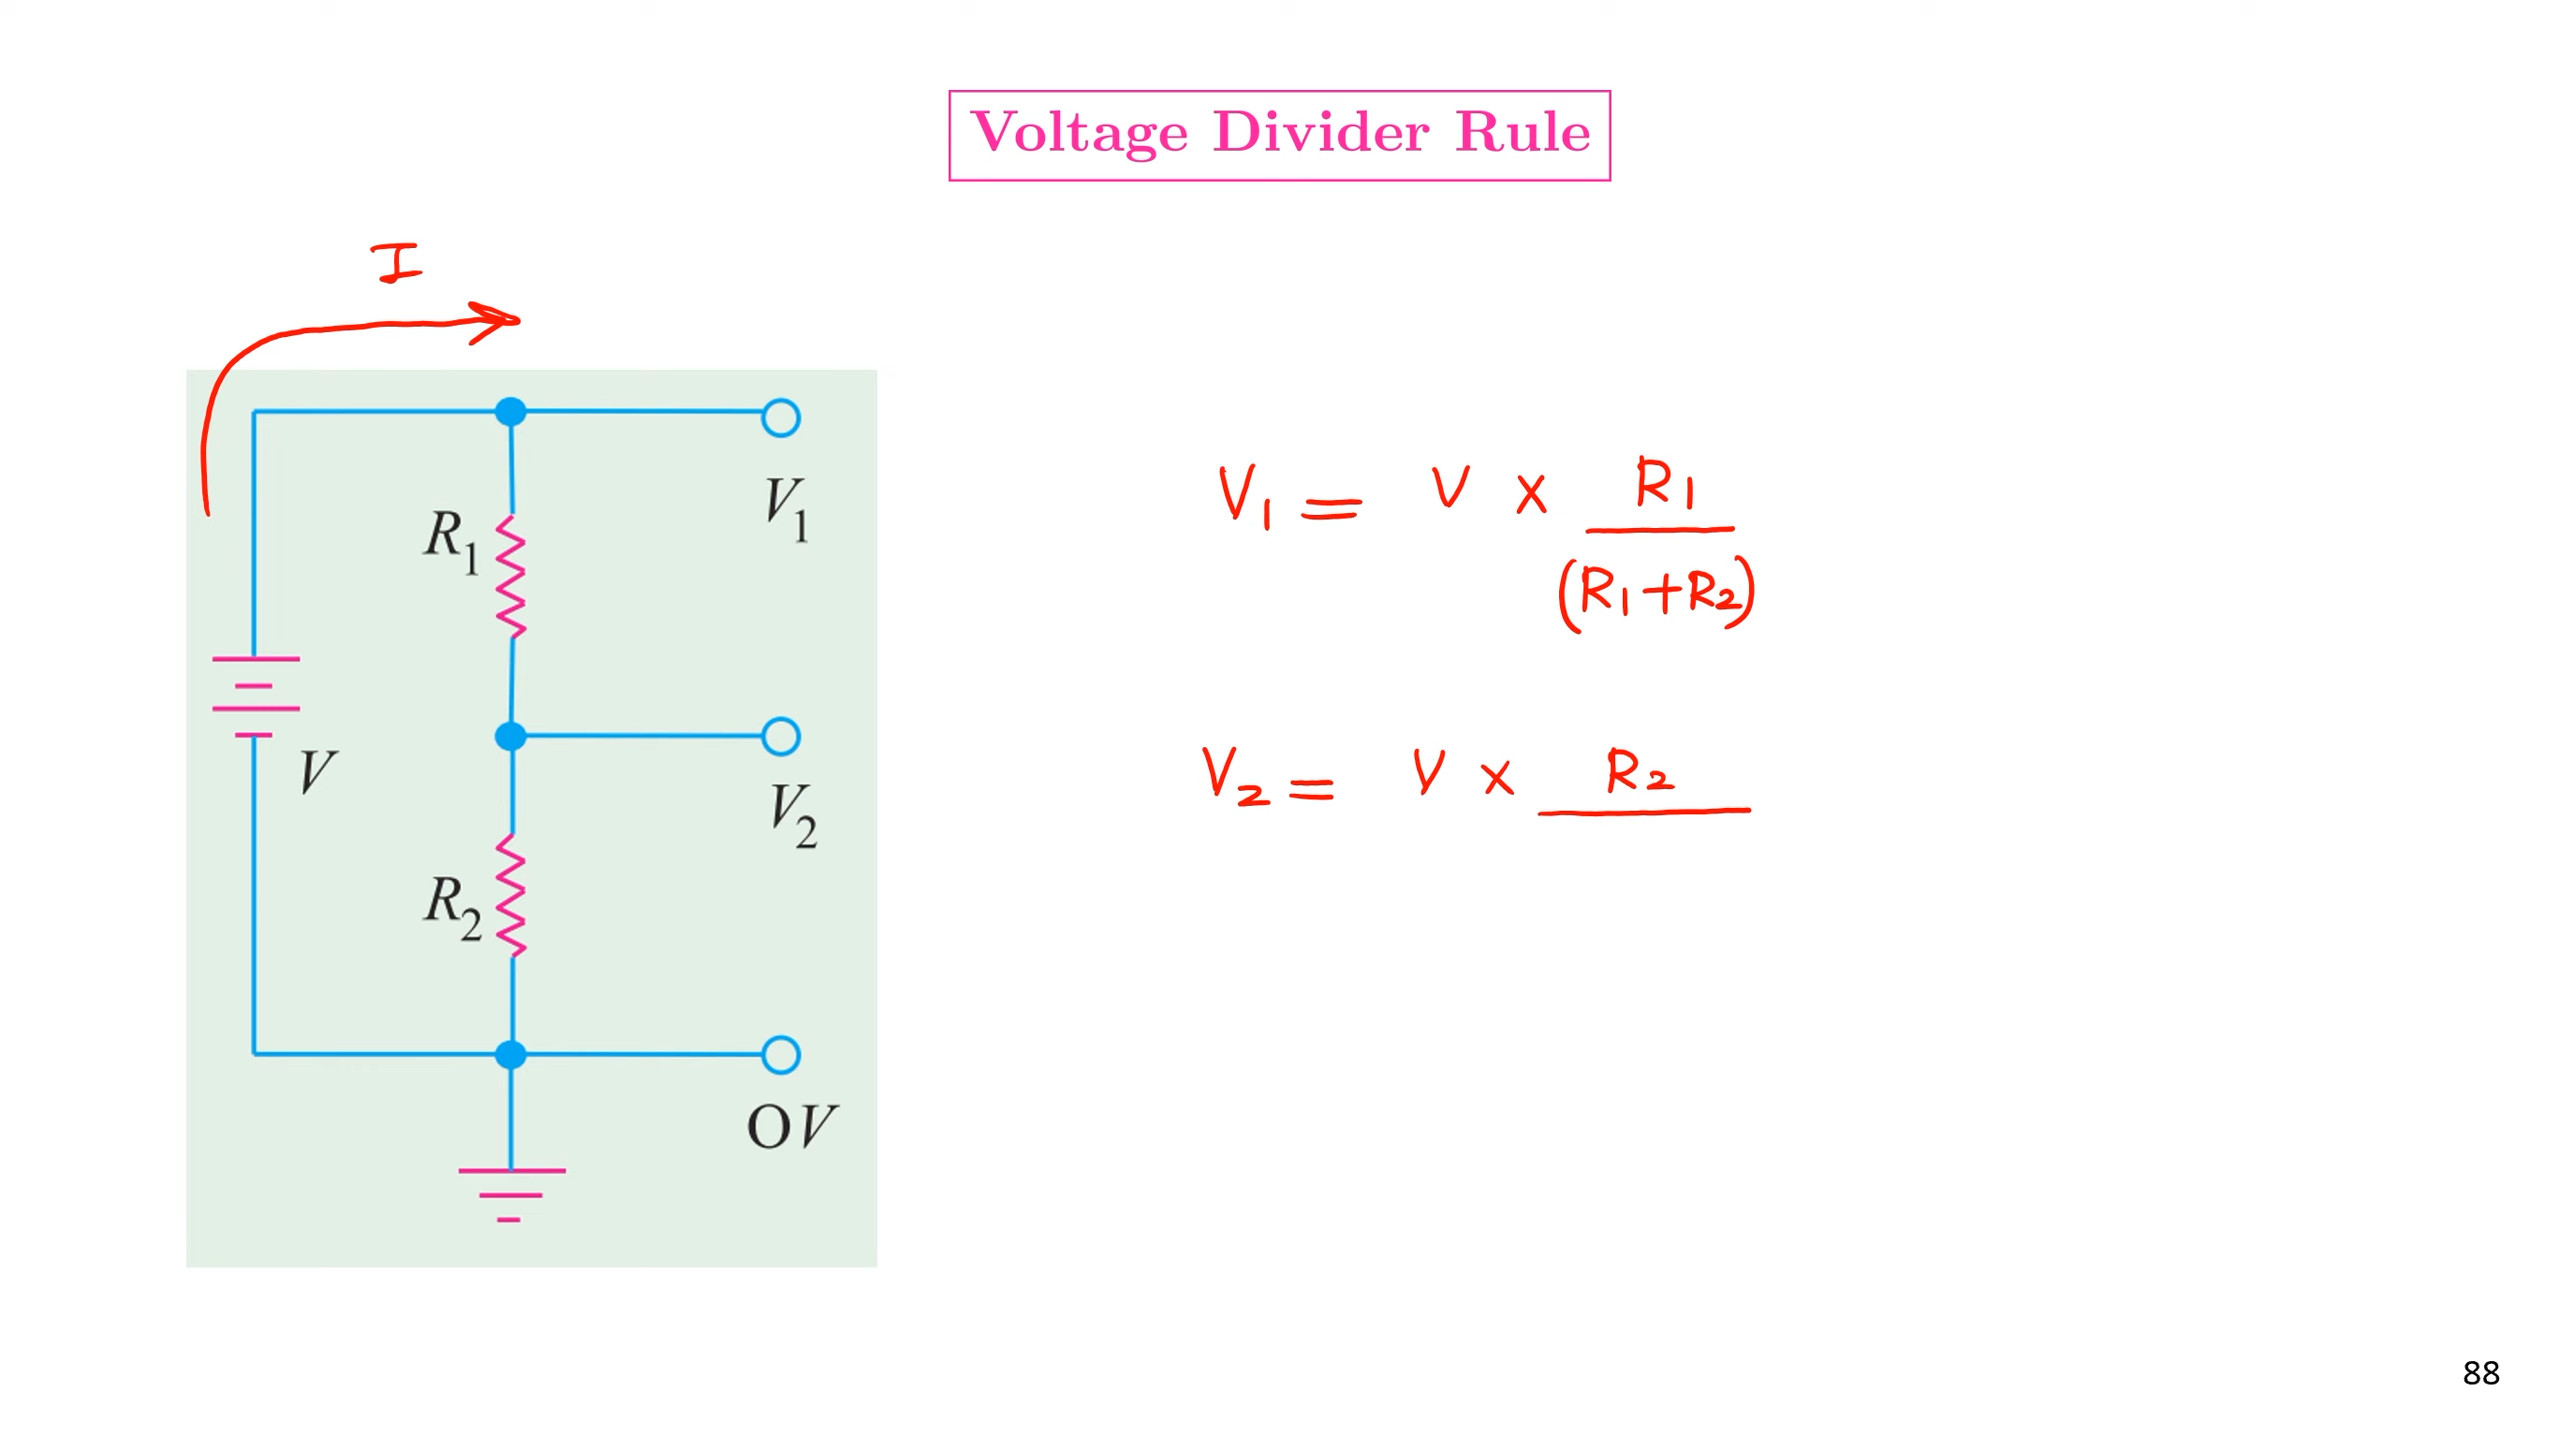 Voltage Divider Rule
I
V1
R1
V
V2
R2
OV
V1 = V x R1
(R1+R2)
V2 = V x R2
88